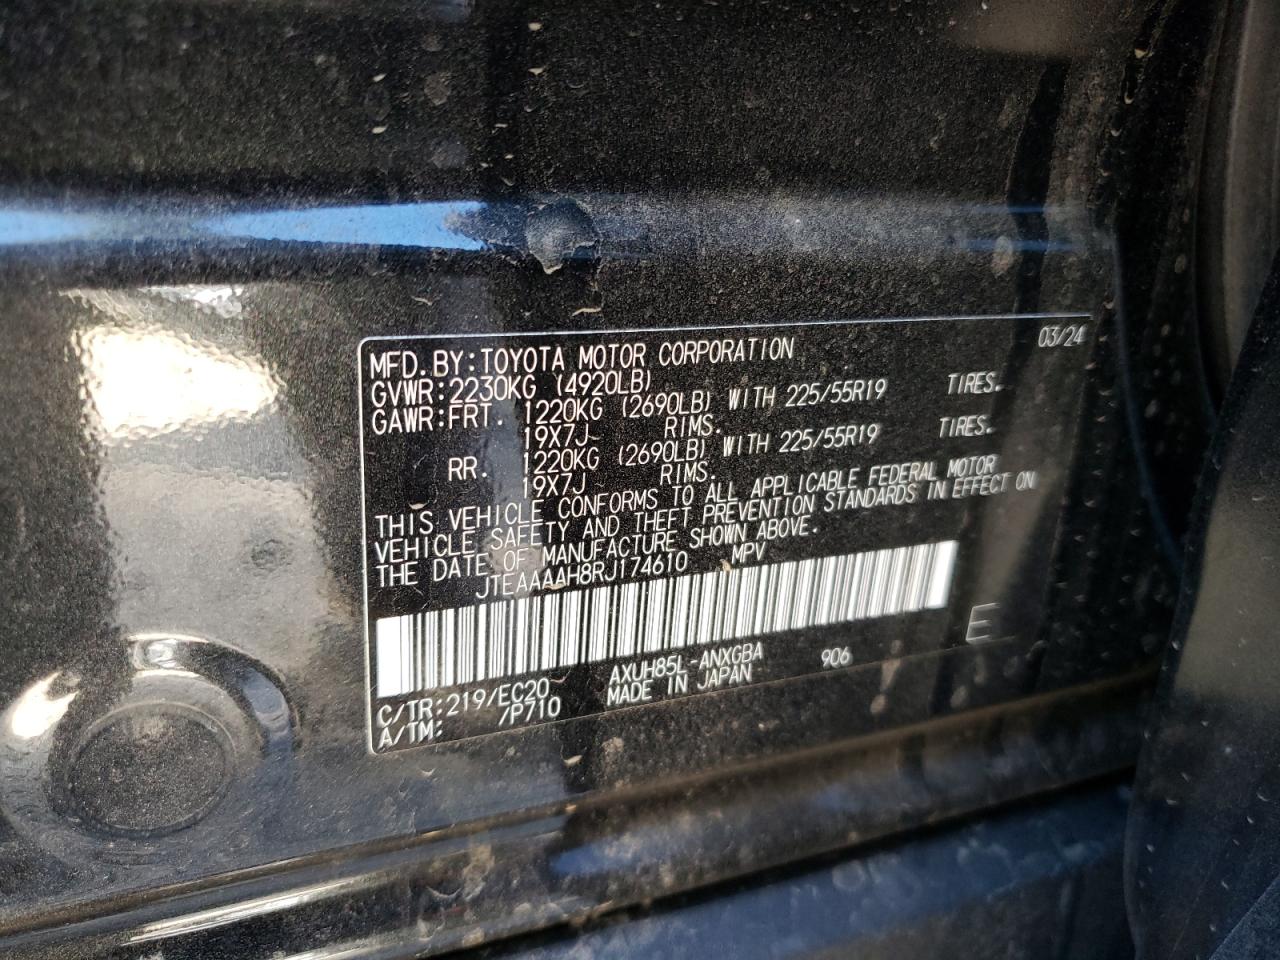 03/24
MFD.BY:TOYOTA MOTOR CORPORATION
GVWR:2230KG (4920LB)
GAWR:FRT. 1220KG (2690LB) WITH 225/55R19 TIRES.
19X7J RIMS.
RR. 1220KG (2690LB) WITH 225/55R19 TIRES.
19X7J RIMS.
THIS VEHICLE CONFORMS TO ALL APPLICABLE FEDERAL MOTOR
VEHICLE SAFETY AND THEFT PREVENTION STANDARDS IN EFFECT ON
THE DATE OF MANUFACTURE SHOWN ABOVE.
JTEAAAAH8RJ174610 MPV
E
C/TR:219/EC20 AXUH85L-ANXGBA 906
A/TM: /P710 MADE IN JAPAN